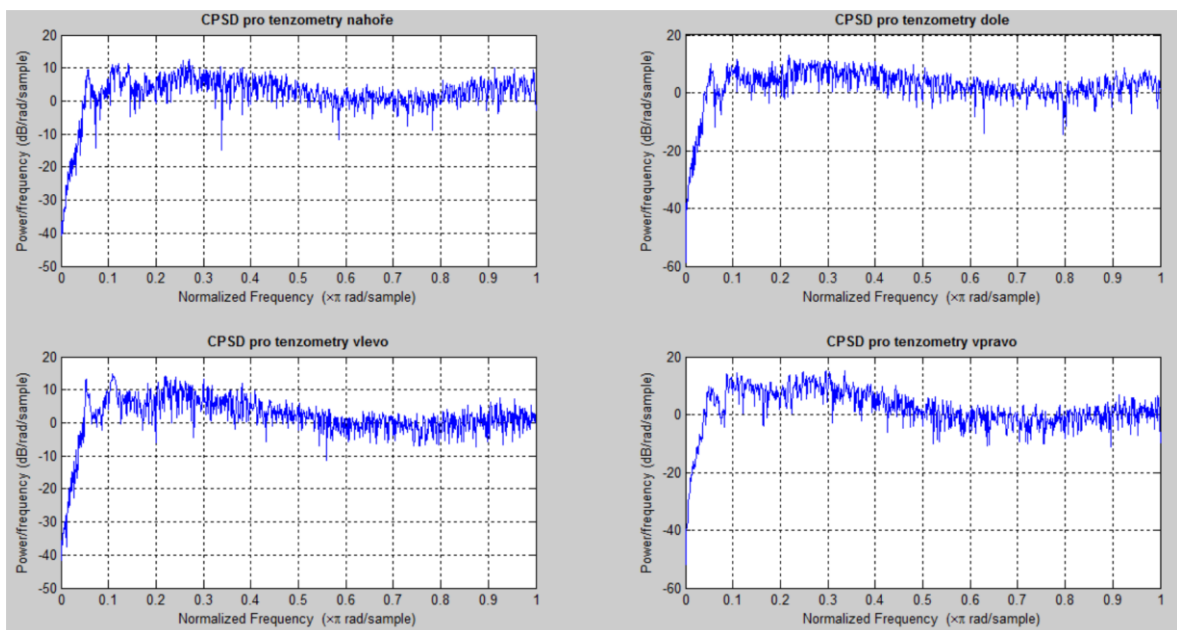 CPSD pro tenzometry nahoře
20
10
0
-10
-20
-30
-40
-50
Power/frequency (dB/rad/sample)
0 0.1 0.2 0.3 0.4 0.5 0.6 0.7 0.8 0.9 1
Normalized Frequency (×π rad/sample)
CPSD pro tenzometry dole
20
0
-20
-40
-60
Power/frequency (dB/rad/sample)
0 0.1 0.2 0.3 0.4 0.5 0.6 0.7 0.8 0.9 1
Normalized Frequency (×π rad/sample)
CPSD pro tenzometry vlevo
20
10
0
-10
-20
-30
-40
-50
Power/frequency (dB/rad/sample)
0 0.1 0.2 0.3 0.4 0.5 0.6 0.7 0.8 0.9 1
Normalized Frequency (×π rad/sample)
CPSD pro tenzometry vpravo
20
0
-20
-40
-60
Power/frequency (dB/rad/sample)
0 0.1 0.2 0.3 0.4 0.5 0.6 0.7 0.8 0.9 1
Normalized Frequency (×π rad/sample)